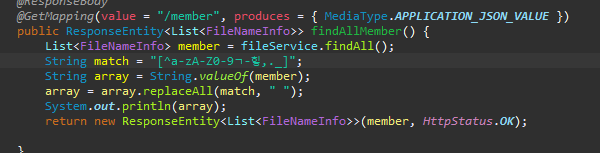 @ResponseBody
@GetMapping(value = "/member", produces = { MediaType.APPLICATION_JSON_VALUE })
public ResponseEntity<List<FileNameInfo>> findAllMember() {
List<FileNameInfo> member = fileService.findAll();
String match = "[^a-zA-Z0-9ㄱ-힣,._]";
String array = String.valueOf(member);
array = array.replaceAll(match, " ");
System.out.println(array);
return new ResponseEntity<List<FileNameInfo>>(member, HttpStatus.OK);
}